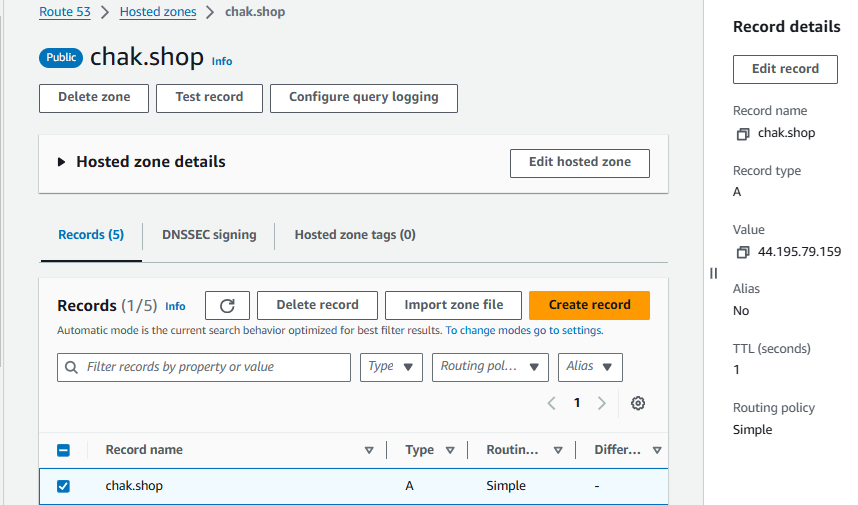 Route 53 > Hosted zones > chak.shop
Public chak.shop Info
Delete zone Test record Configure query logging
Hosted zone details Edit hosted zone
Records (5) DNSSEC signing Hosted zone tags (0)
Records (1/5) Info Delete record Import zone file Create record
Automatic mode is the current search behavior optimized for best filter results. To change modes go to settings.
Filter records by property or value Type Routing pol... Alias
1
Record name Type Routin... Differ...
chak.shop A Simple -
Record details
Edit record
Record name
chak.shop
Record type
A
Value
44.195.79.159
Alias
No
TTL (seconds)
1
Routing policy
Simple